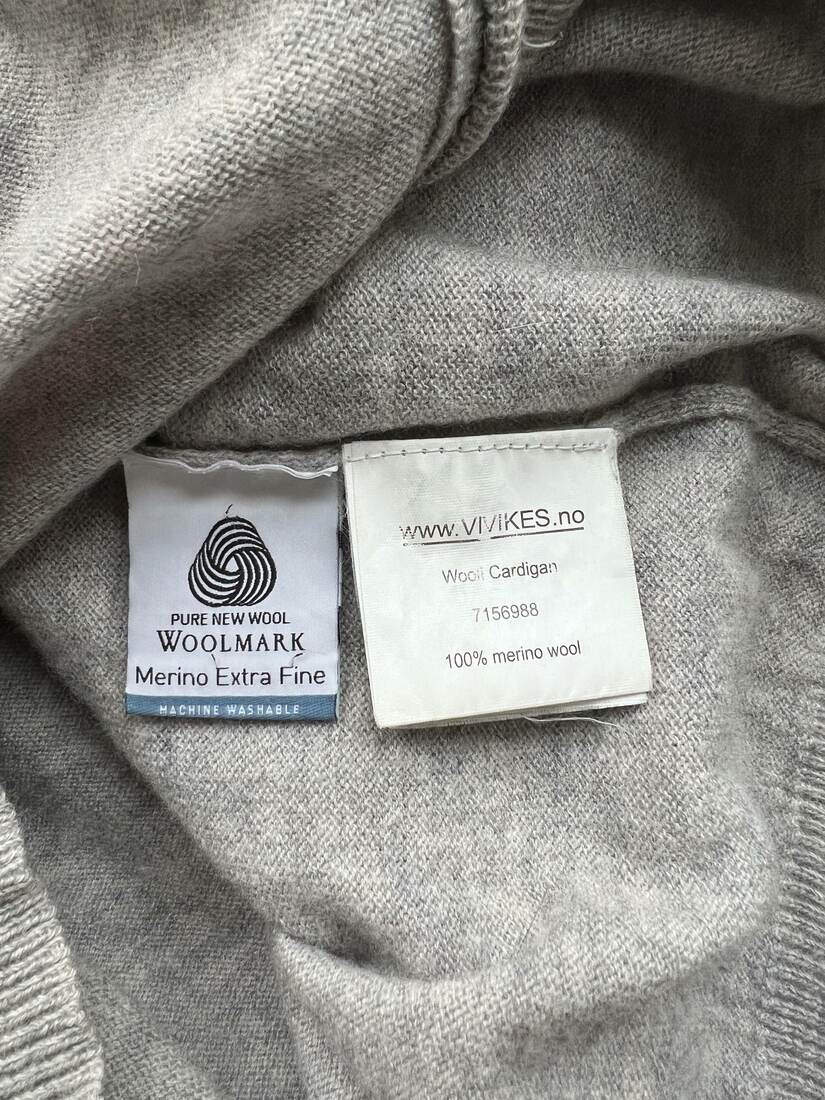 PURE NEW WOOL
WOOLMARK
Merino Extra Fine
MACHINE WASHABLE
www.VIVIKES.no
Wool Cardigan
7156988
100% merino wool